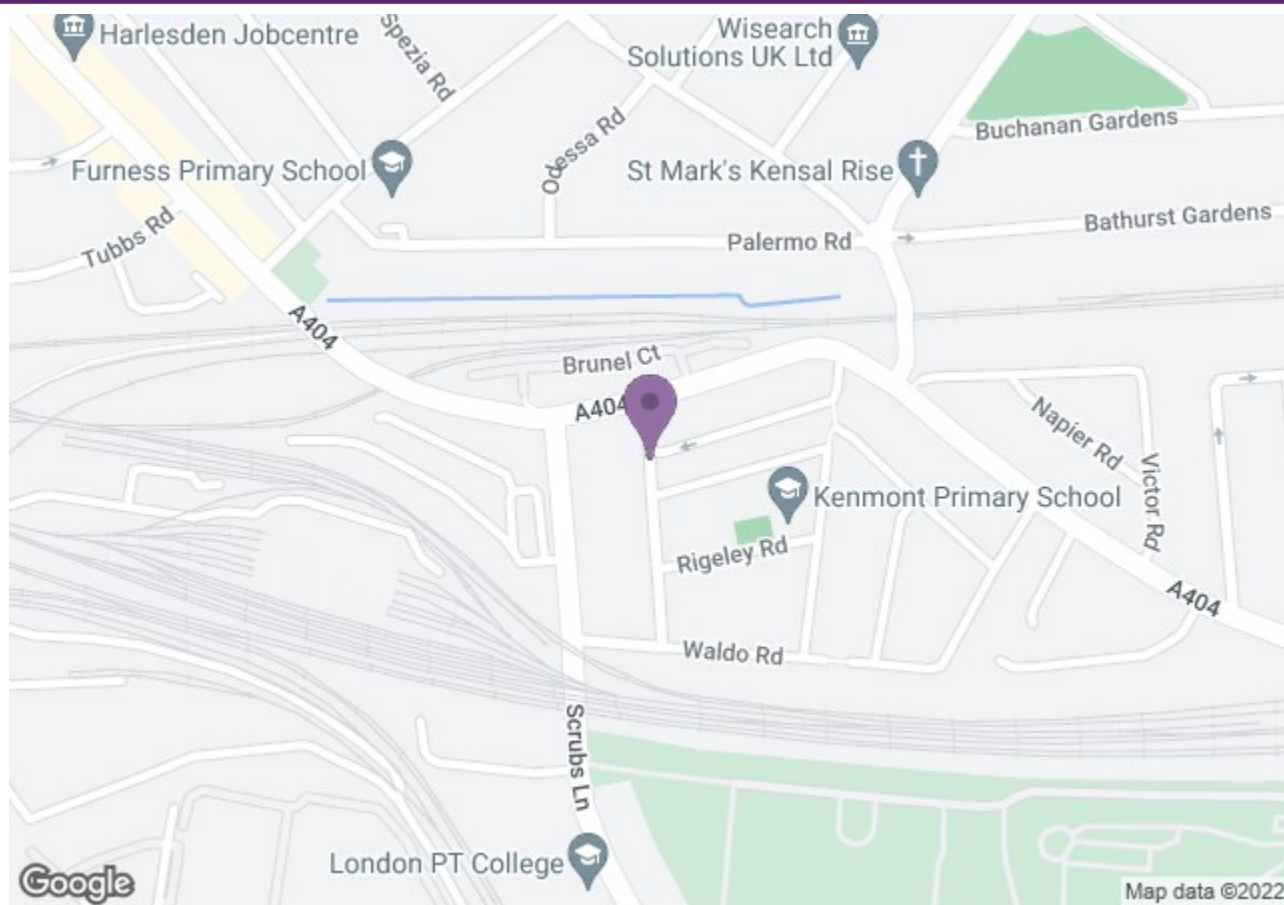 Harlesden Jobcentre
Spezia Rd
Wisearch
Solutions UK Ltd
Buchanan Gardens
Odessa Rd
Furness Primary School
St Mark's Kensal Rise
Tubbs Rd
Palermo Rd
Bathurst Gardens
A404
Brunel Ct
A404
Napier Rd
Victor Rd
Kenmont Primary School
Rigeley Rd
A404
Waldo Rd
Scrubs Ln
London PT College
Google
Map data ©2022